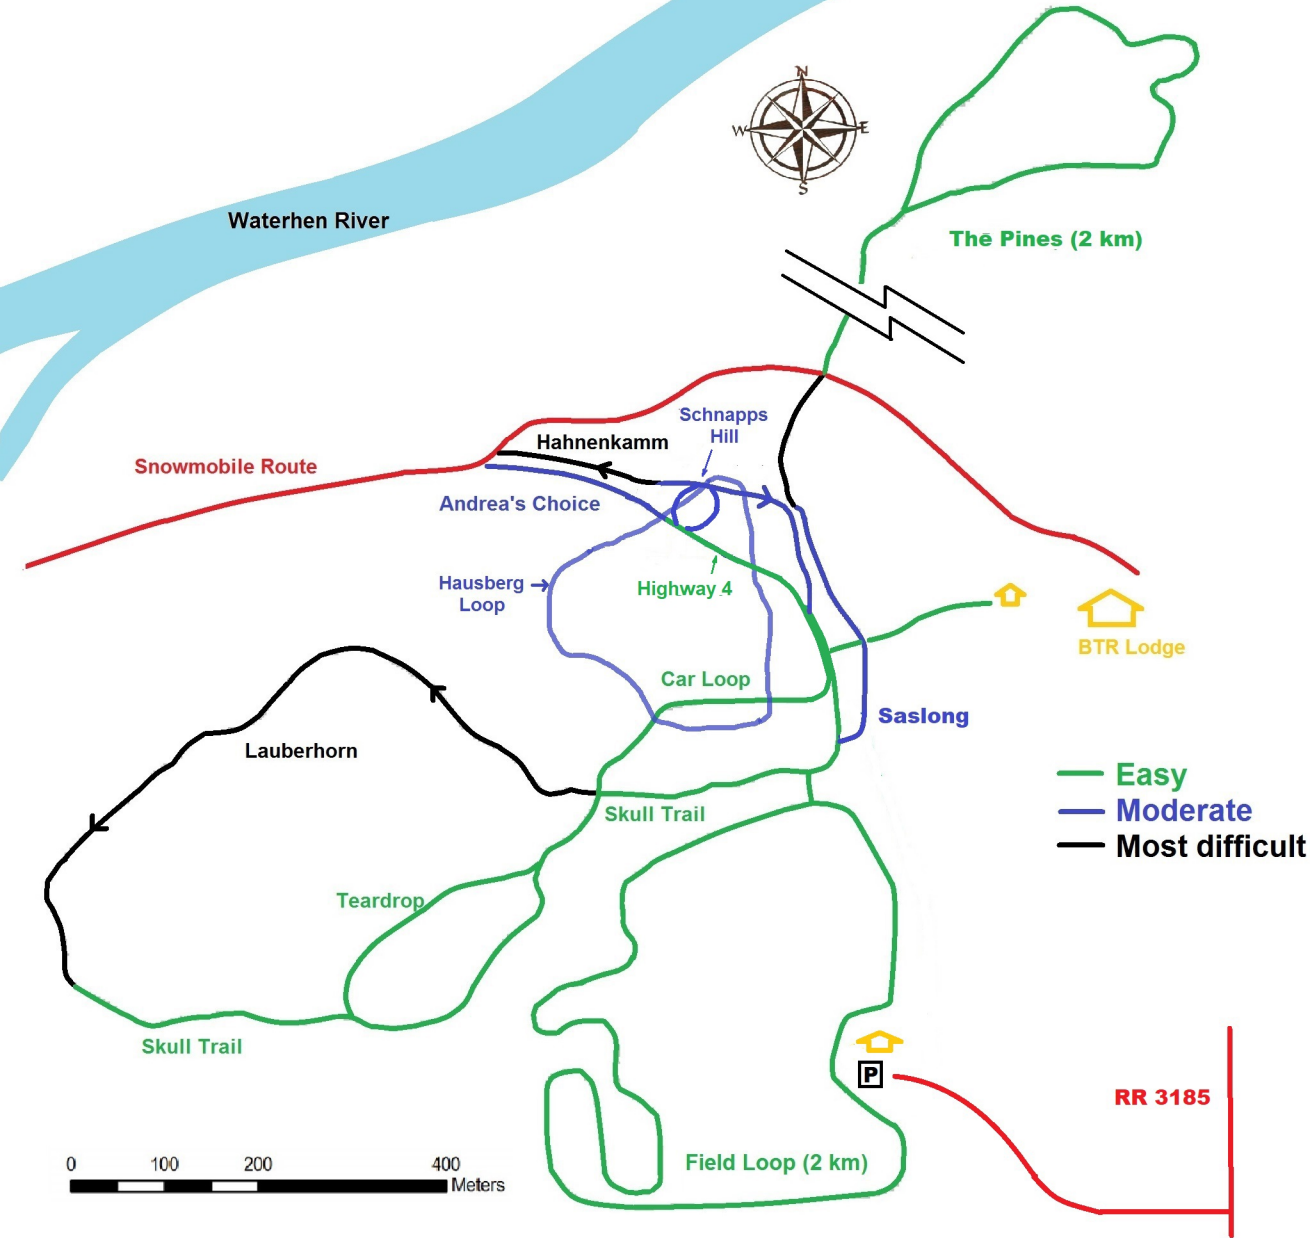 N
W
E
S
Waterhen River
The Pines (2 km)
Schnapps
Hill
Hahnenkamm
Snowmobile Route
Andrea's Choice
Hausberg
Loop
Highway 4
BTR Lodge
Car Loop
Saslong
Lauberhorn
Easy
Moderate
Most difficult
Skull Trail
Teardrop
Skull Trail
P
RR 3185
Field Loop (2 km)
0 100 200 400
Meters